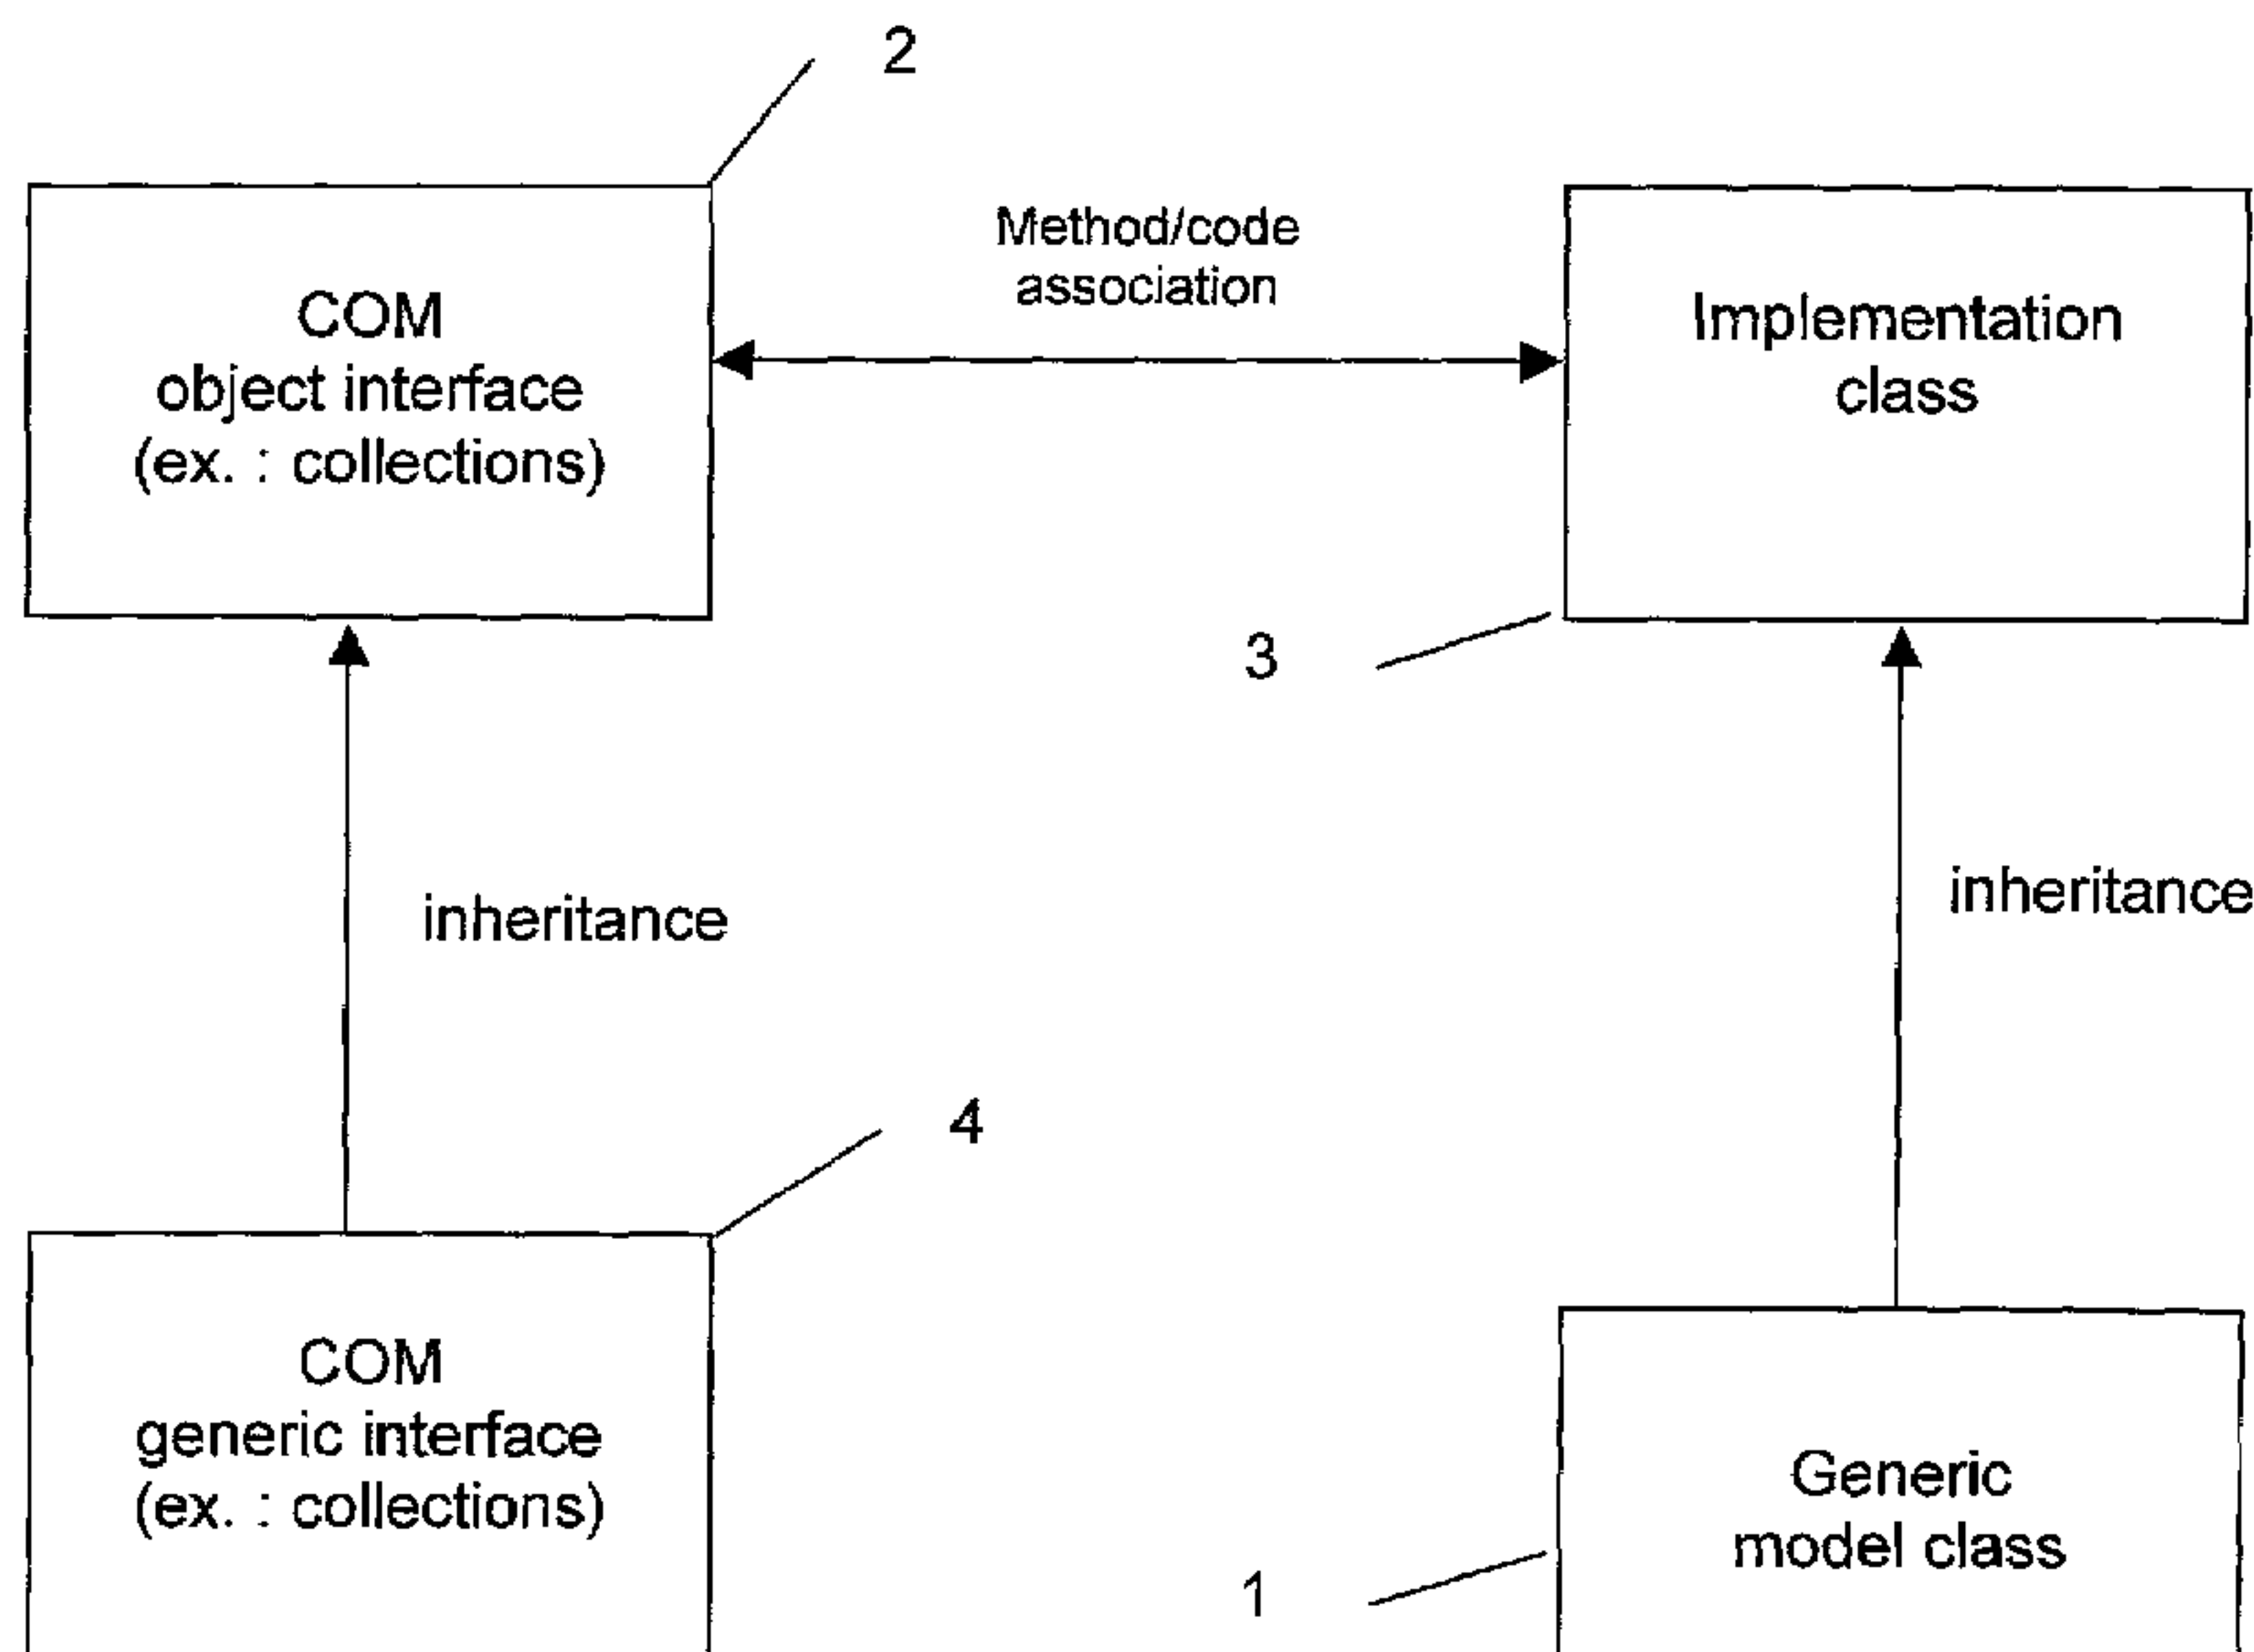 2
COM
object interface
(ex. : collections)
Method/code
association
Implementation
class
3
inheritance
inheritance
4
COM
generic interface
(ex. : collections)
Generic
model class
1